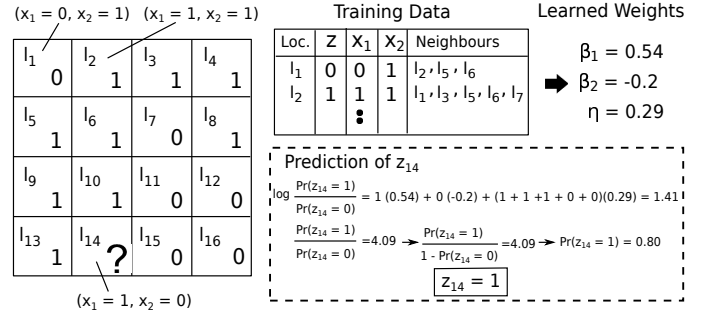 (x₁ = 0, x₂ = 1) (x₁ = 1, x₂ = 1)
l₁ l₂ l₃ l₄
0 1 1 1
l₅ l₆ l₇ l₈
1 1 0 1
l₉ l₁₀ l₁₁ l₁₂
1 1 0 0
l₁₃ l₁₄ l₁₅ l₁₆
1 ? 0 0
(x₁ = 1, x₂ = 0)
Training Data
Loc. Z X₁ X₂ Neighbours
l₁ 0 0 1 l₂, l₅, l₆
l₂ 1 1 1 l₁, l₃, l₅, l₆, l₇
Learned Weights
β₁ = 0.54
β₂ = -0.2
η = 0.29
Prediction of z₁₄
log Pr(z₁₄ = 1) / Pr(z₁₄ = 0) = 1 (0.54) + 0 (-0.2) + (1 + 1 +1 + 0 + 0)(0.29) = 1.41
Pr(z₁₄ = 1) / Pr(z₁₄ = 0) =4.09 → Pr(z₁₄ = 1) / 1 - Pr(z₁₄ = 0) =4.09 → Pr(z₁₄ = 1) = 0.80
z₁₄ = 1